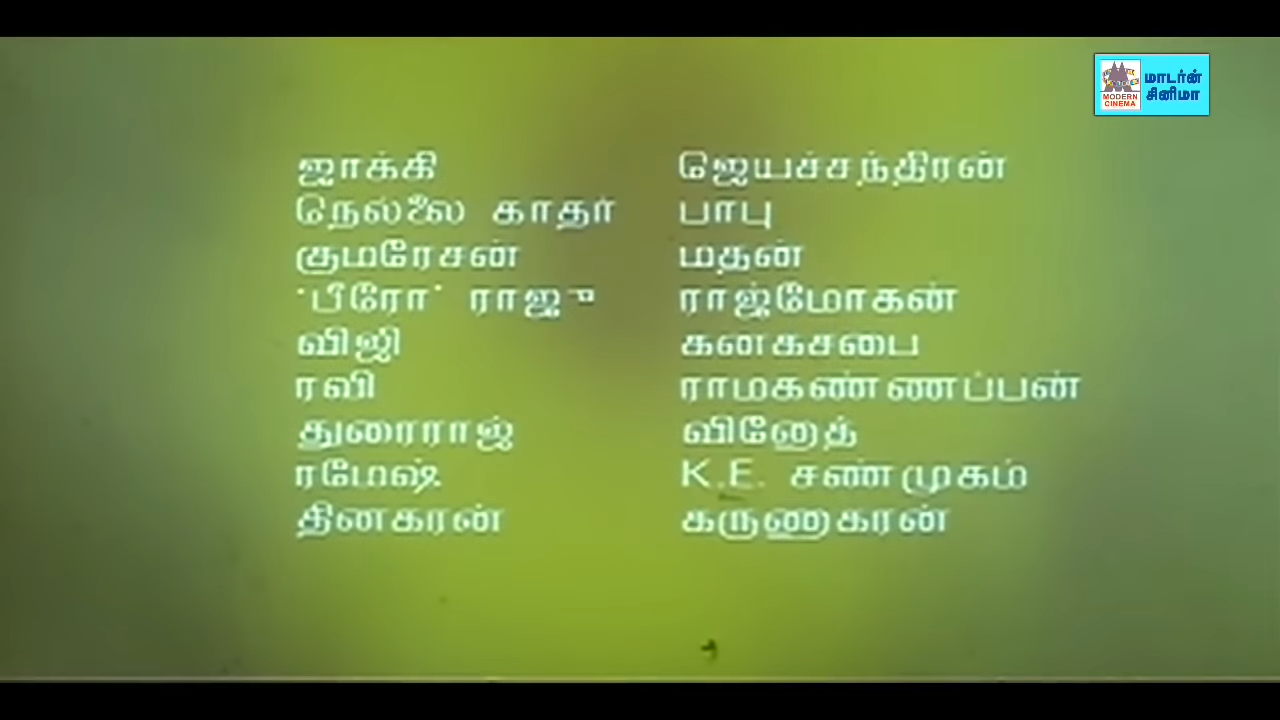 மாடர்ன்
சினிமா
MODERN
CINEMA
ஜாக்கி ஜெயச்சந்திரன்
நெல்லை காதர் பாபு
குமரேசன் மதன்
'பீரோ' ராஜு ராஜ்மோகன்
விஜி கனகசபை
ரவி ராமகண்ணப்பன்
துரைராஜ் வினோத்
ரமேஷ் K.E. சண்முகம்
தினகரன் கருணாகரன்